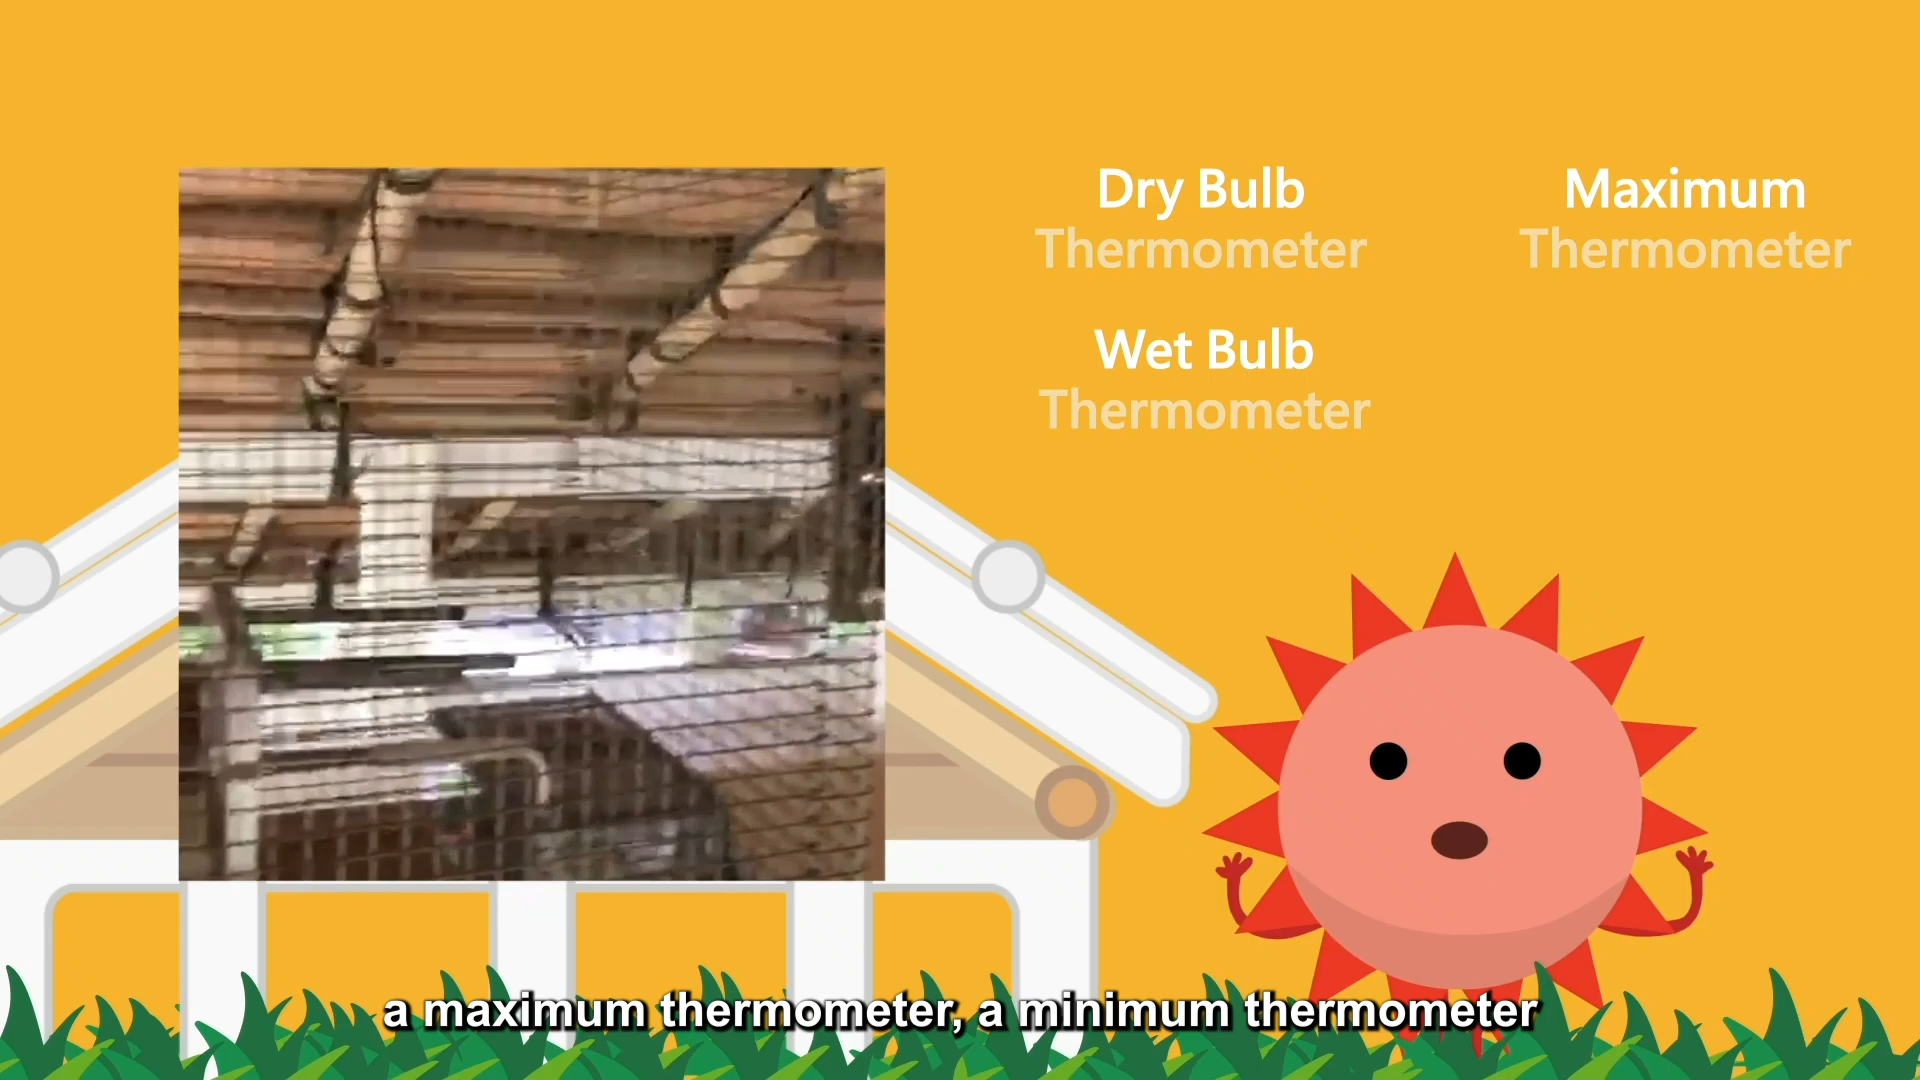 Dry Bulb
Thermometer
Maximum
Thermometer
Wet Bulb
Thermometer
a maximum thermometer, a minimum thermometer